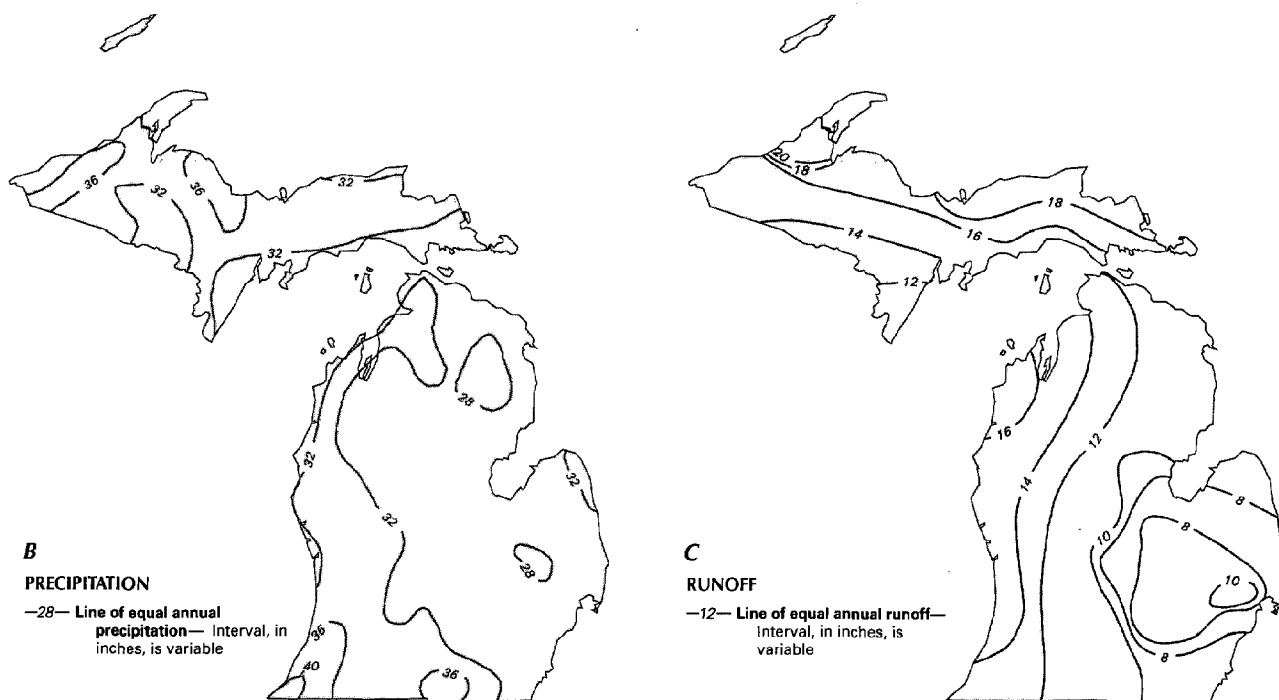 36
32
36
32
32
28
32
32
32
28
36
40
36
B
PRECIPITATION
—28— Line of equal annual
precipitation— Interval, in
inches, is variable
20
18
18
16
14
12
16
12
14
8
8
10
10
8
C
RUNOFF
—12— Line of equal annual runoff—
Interval, in inches, is
variable